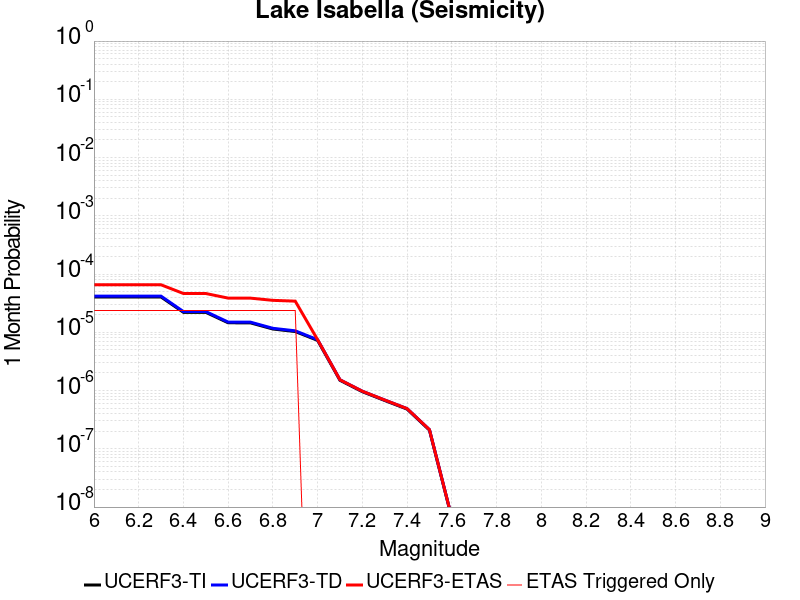 Lake Isabella (Seismicity)
10^0
10^-1
10^-2
10^-3
10^-4
10^-5
10^-6
10^-7
10^-8
1 Month Probability
6 6.2 6.4 6.6 6.8 7 7.2 7.4 7.6 7.8 8 8.2 8.4 8.6 8.8 9
Magnitude
UCERF3-TI UCERF3-TD UCERF3-ETAS ETAS Triggered Only